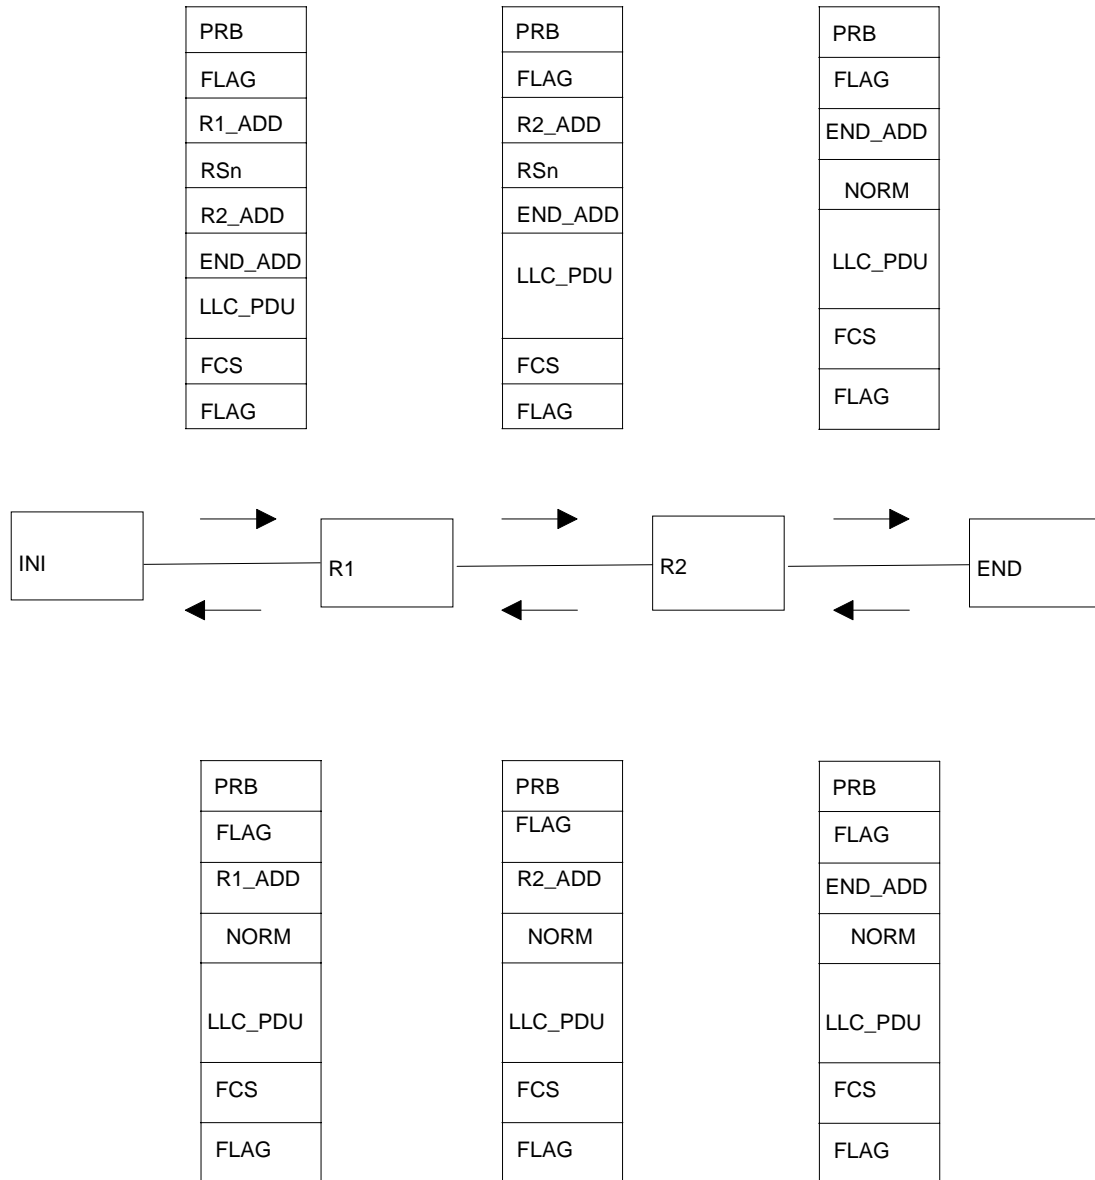 PRB
FLAG
R1_ADD
RSn
R2_ADD
END_ADD
LLC_PDU
FCS
FLAG
PRB
FLAG
R2_ADD
RSn
END_ADD
LLC_PDU
FCS
FLAG
PRB
FLAG
END_ADD
NORM
LLC_PDU
FCS
FLAG
INI
R1
R2
END
PRB
FLAG
R1_ADD
NORM
LLC_PDU
FCS
FLAG
PRB
FLAG
R2_ADD
NORM
LLC_PDU
FCS
FLAG
PRB
FLAG
END_ADD
NORM
LLC_PDU
FCS
FLAG